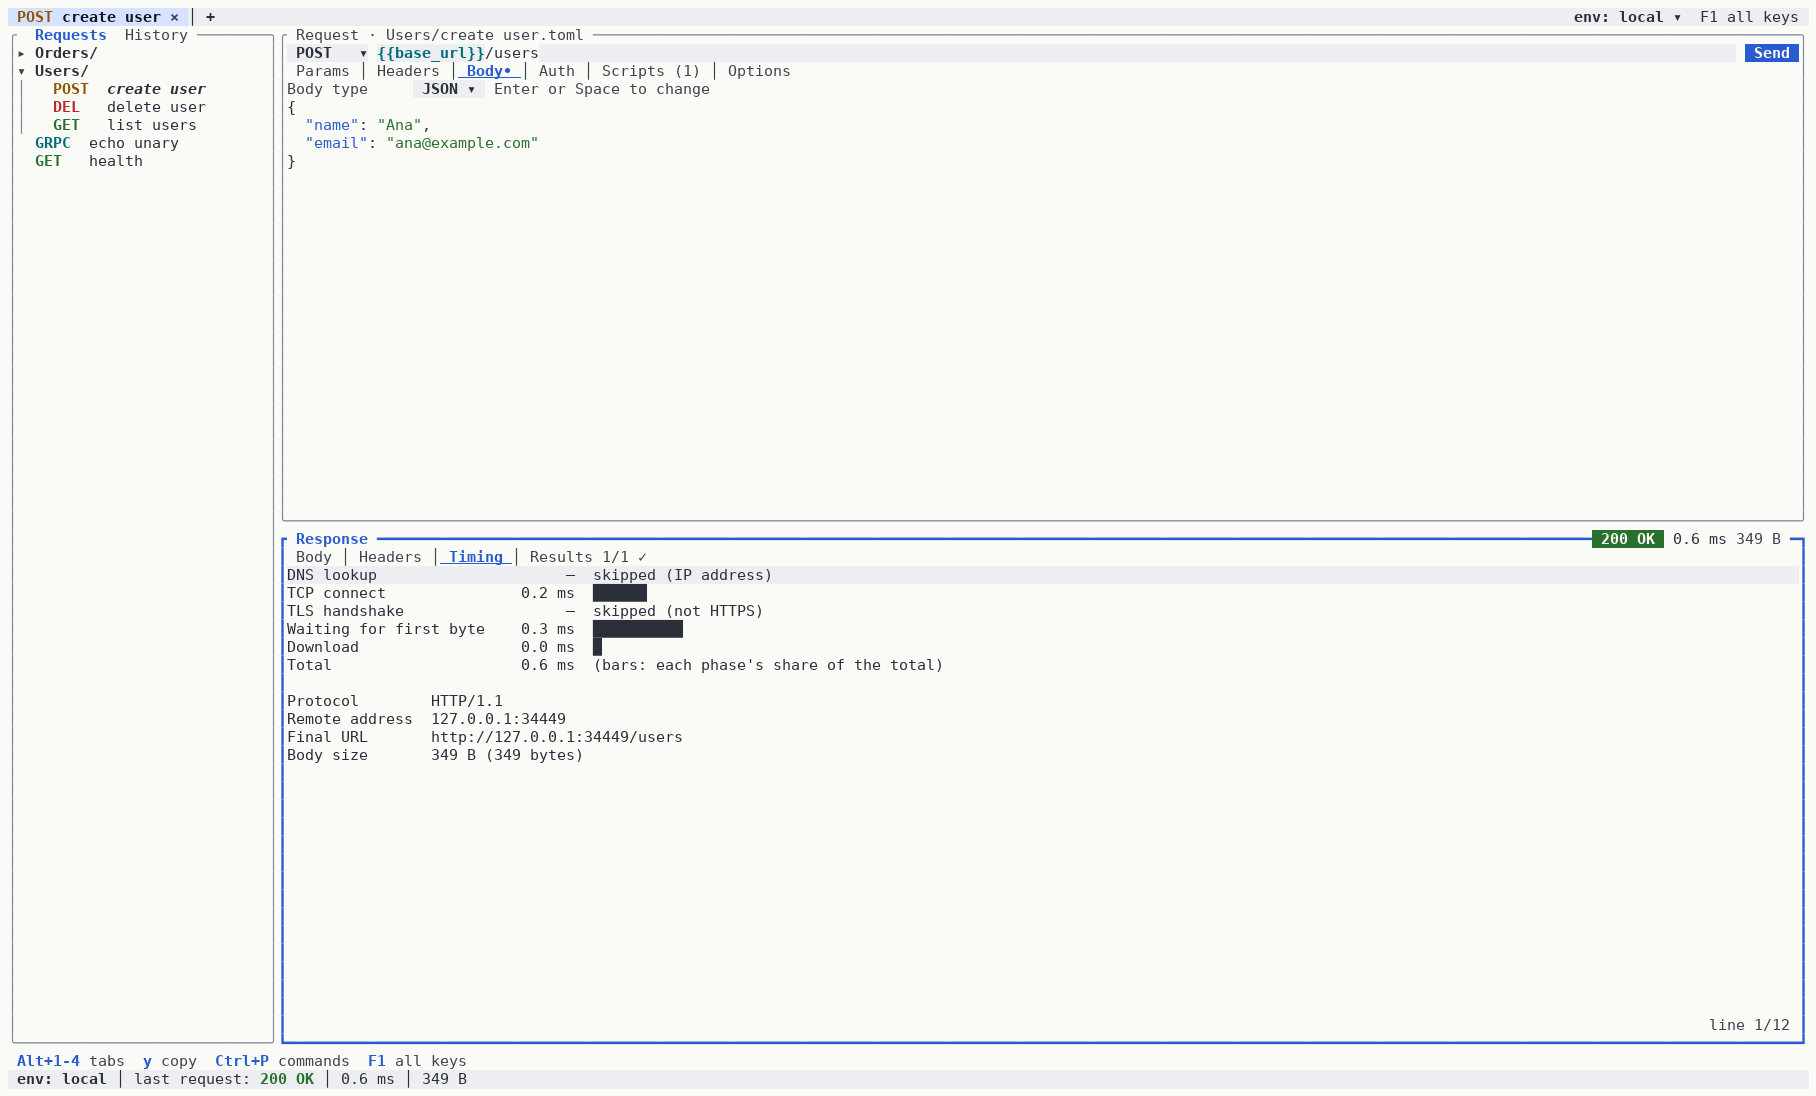 POST create user × │ + env: local ▾ F1 all keys
Requests History
▸ Orders/
▾ Users/
POST create user
DEL delete user
GET list users
GRPC echo unary
GET health
Request · Users/create user.toml
POST ▾ {{base_url}}/users Send
Params │ Headers │ Body• │ Auth │ Scripts (1) │ Options
Body type JSON ▾ Enter or Space to change
{
"name": "Ana",
"email": "ana@example.com"
}
Response 200 OK 0.6 ms 349 B
Body │ Headers │ Timing │ Results 1/1 ✓
DNS lookup — skipped (IP address)
TCP connect 0.2 ms
TLS handshake — skipped (not HTTPS)
Waiting for first byte 0.3 ms
Download 0.0 ms
Total 0.6 ms (bars: each phase's share of the total)
Protocol HTTP/1.1
Remote address 127.0.0.1:34449
Final URL http://127.0.0.1:34449/users
Body size 349 B (349 bytes)
line 1/12
Alt+1-4 tabs y copy Ctrl+P commands F1 all keys
env: local │ last request: 200 OK │ 0.6 ms │ 349 B